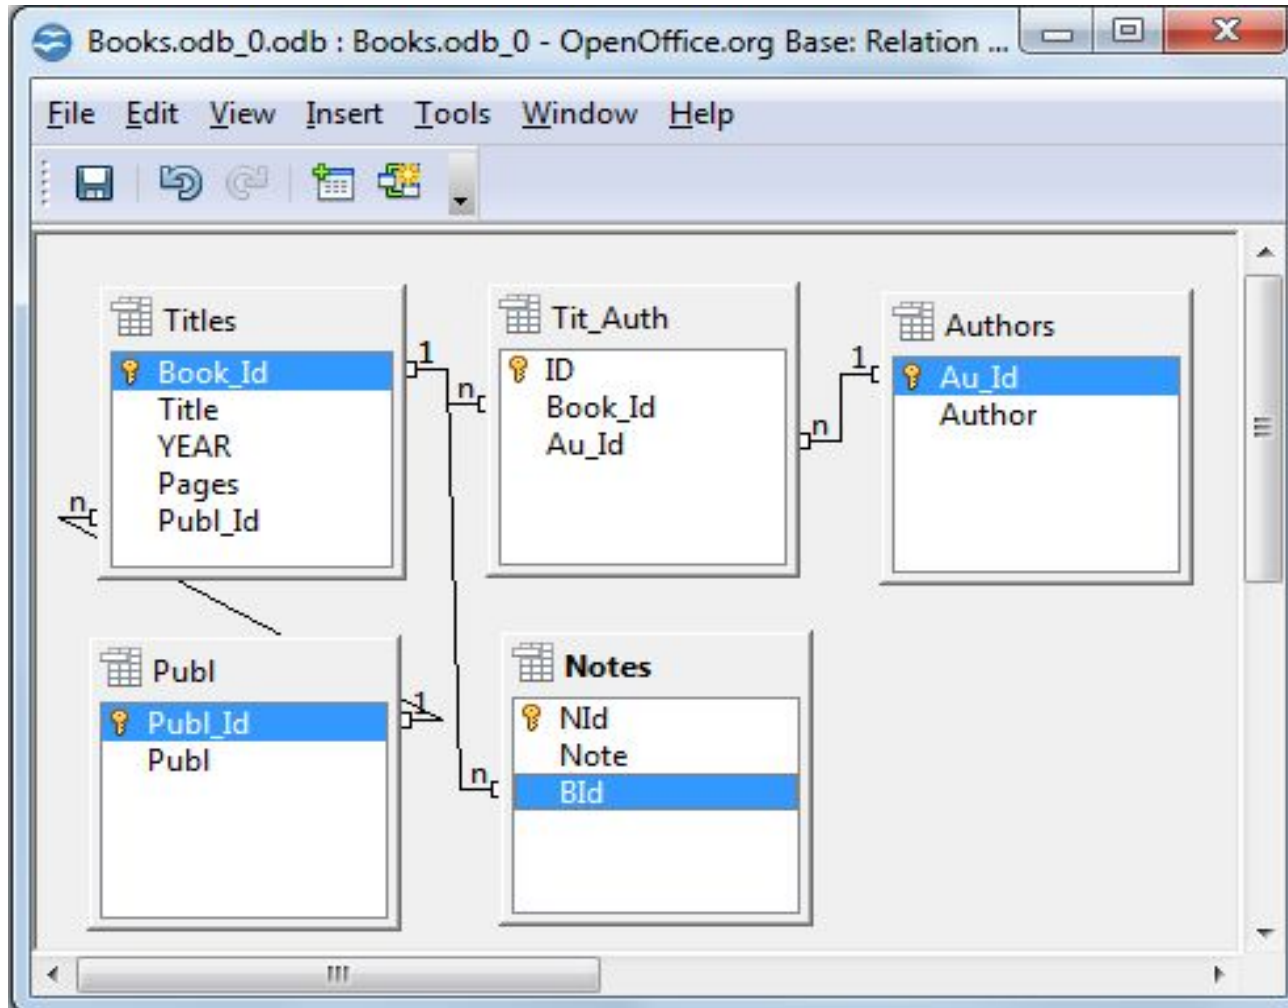 Books.odb_0.odb : Books.odb_0 - OpenOffice.org Base: Relation ...
File Edit View Insert Tools Window Help
Titles
Book_Id
Title
YEAR
Pages
Publ_Id
1
n
n
Tit_Auth
ID
Book_Id
Au_Id
n
1
Authors
Au_Id
Author
Publ
Publ_Id
Publ
1
n
Notes
NId
Note
BId